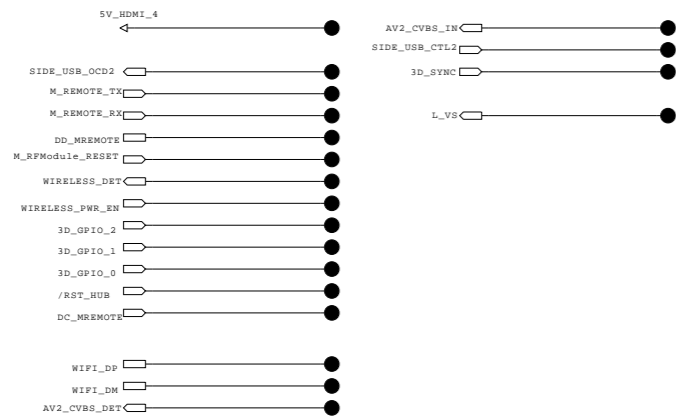 5V_HDMI_4
SIDE_USB_OCD2
M_REMOTE_TX
M_REMOTE_RX
DD_MREMOTE
M_RFModule_RESET
WIRELESS_DET
WIRELESS_PWR_EN
3D_GPIO_2
3D_GPIO_1
3D_GPIO_0
/RST_HUB
DC_MREMOTE
WIFI_DP
WIFI_DM
AV2_CVBS_DET
AV2_CVBS_IN
SIDE_USB_CTL2
3D_SYNC
L_VS